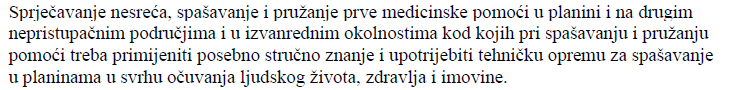 Sprječavanje nesreća, spašavanje i pružanje prve medicinske pomoći u planini i na drugim
nepristupačnim područjima i u izvanrednim okolnostima kod kojih pri spašavanju i pružanju
pomoći treba primijeniti posebno stručno znanje i upotrijebiti tehničku opremu za spašavanje
u planinama u svrhu očuvanja ljudskog života, zdravlja i imovine.